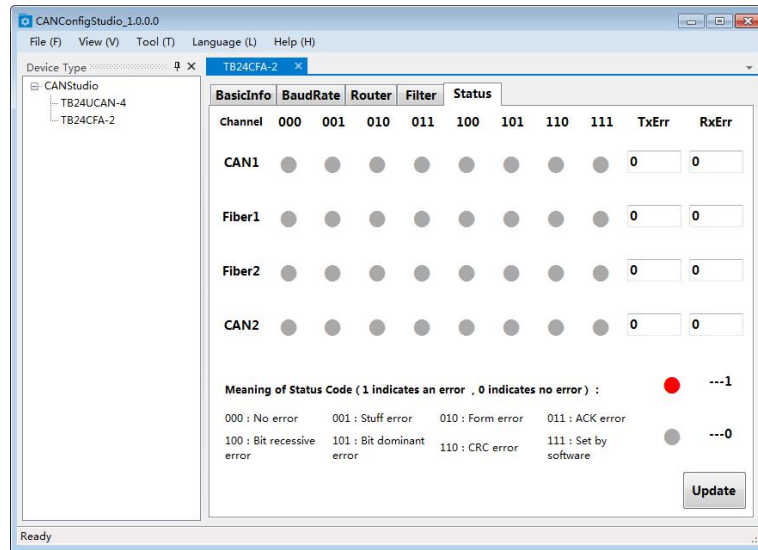 CANConfigStudio_1.0.0.0
File (F) View (V) Tool (T) Language (L) Help (H)
Device Type
CANStudio
TB24UCAN-4
TB24CFA-2
TB24CFA-2
BasicInfo BaudRate Router Filter Status
Channel 000 001 010 011 100 101 110 111 TxErr RxErr
CAN1 0 0
Fiber1 0 0
Fiber2 0 0
CAN2 0 0
Meaning of Status Code ( 1 indicates an error , 0 indicates no error ) : ---1
000 : No error 001 : Stuff error 010 : Form error 011 : ACK error
100 : Bit recessive error 101 : Bit dominant error 110 : CRC error 111 : Set by software
---0
Update
Ready